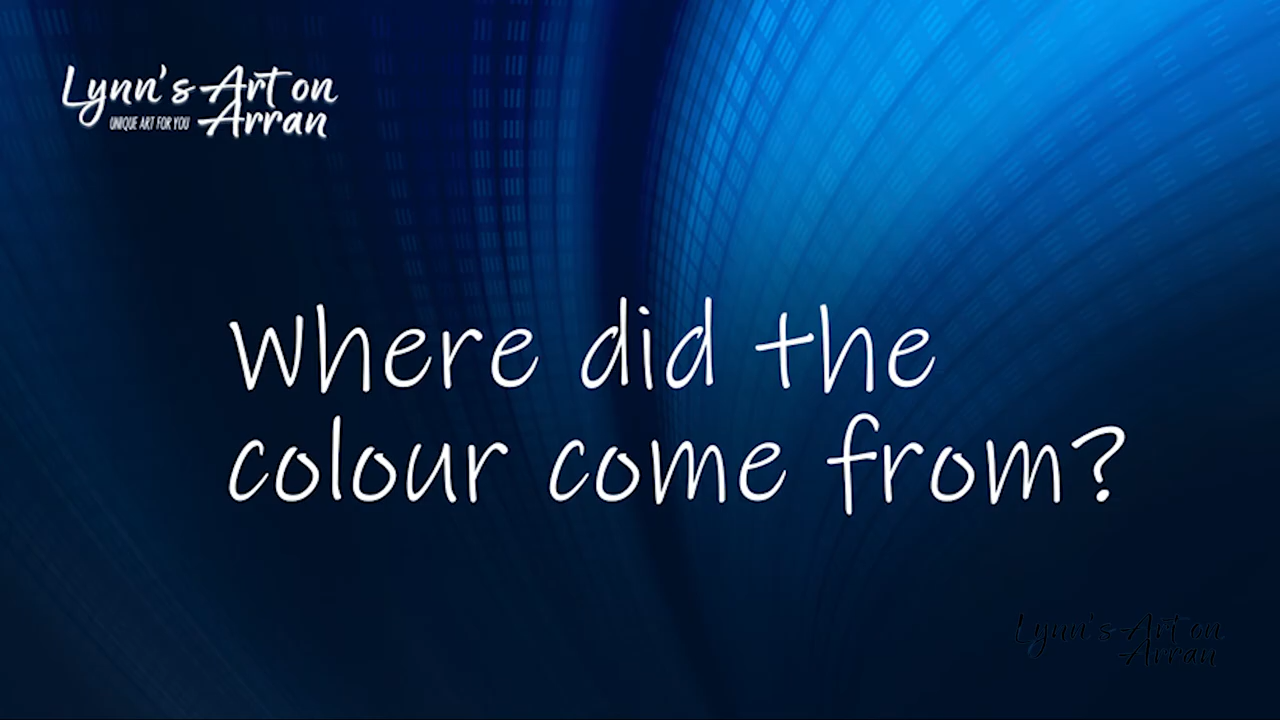 Lynn's Art on
UNIQUE ART FOR YOU Arran
Where did the
colour come from?
Lynn's Art on
Arran